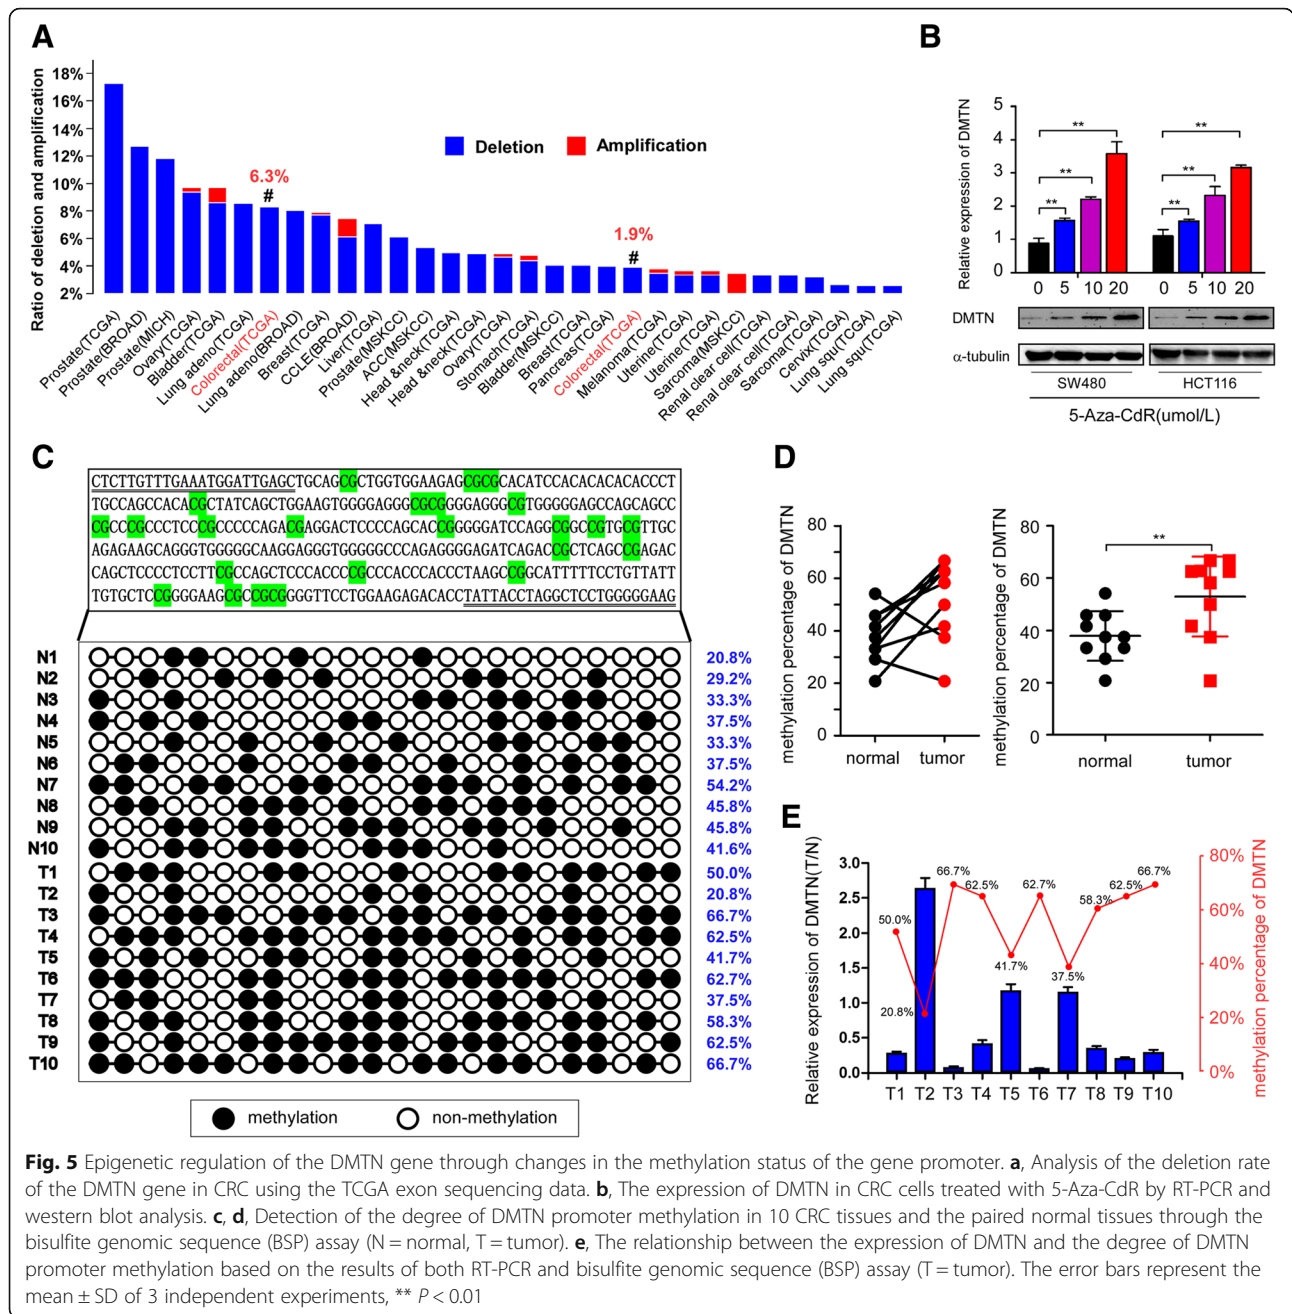 A
Ratio of deletion and amplification
18%
16%
14%
12%
10%
8%
6%
4%
2%
Deletion
Amplification
6.3%
#
1.9%
#
Prostate(TCGA)
Prostate(BROAD)
Prostate(MICH)
Ovary(TCGA)
Bladder(TCGA)
Lung adeno(TCGA)
Colorectal(TCGA)
Lung adeno(BROAD)
Breast(TCGA)
CCLE(BROAD)
Liver(TCGA)
Prostate(MSKCC)
ACC(MSKCC)
Head &neck(TCGA)
Head &neck(TCGA)
Ovary(TCGA)
Stomach(TCGA)
Bladder(MSKCC)
Breast(TCGA)
Pancreas(TCGA)
Colorectal(TCGA)
Melanoma(TCGA)
Uterine(TCGA)
Uterine(TCGA)
Sarcoma(MSKCC)
Renal clear cell(TCGA)
Renal clear cell(TCGA)
Sarcoma(TCGA)
Cervix(TCGA)
Lung squ(TCGA)
Lung squ(TCGA)
B
Relative expression of DMTN
5
4
3
2
1
0
** ** ** ** ** **
0 5 10 20 0 5 10 20
DMTN
α-tubulin
SW480 HCT116
5-Aza-CdR(umol/L)
C
CTCTTGTTTGAAATGGATTGAGCTGCAGCGCTGGTGGAAGAGCGCGCACATCCACACACACACCCT
TGCCAGCCACACGCTATCAGCTGGAAGTGGGGAGGGCGCGGGGAGGGCGTGGGGGAGCCAGCAGCC
CGCCCGCCCTCCCGCCCCCAGACGAGGACTCCCCAGCACCGGGGGATCCAGGCGGCCGTGCGTTGC
AGAGAAGCAGGGTGGGGGCAAGGAGGGTGGGGGCCCAGAGGGGAGATCAGACCGCTCAGCCGAGAC
CAGCTCCCCTCCTTCGCCAGCTCCCACCCCGCCCACCCACCCTAAGCCGGCATTTTTCCTGTTATT
TGTGCTCCGGGGAAGCGCCGCGGGGTTCCTGGAAGAGACACCTATTACCTAGGCTCCTGGGGGAAG
N1 20.8%
N2 29.2%
N3 33.3%
N4 37.5%
N5 33.3%
N6 37.5%
N7 54.2%
N8 45.8%
N9 45.8%
N10 41.6%
T1 50.0%
T2 20.8%
T3 66.7%
T4 62.5%
T5 41.7%
T6 62.7%
T7 37.5%
T8 58.3%
T9 62.5%
T10 66.7%
methylation non-methylation
D
methylation percentage of DMTN
80
60
40
20
0
normal tumor
methylation percentage of DMTN
80
60
40
20
0
**
normal tumor
E
Relative expression of DMTN(T/N)
3.0
2.5
2.0
1.5
1.0
0.5
0.0
50.0%
20.8%
66.7%
62.5%
41.7%
62.7%
37.5%
58.3%
62.5%
66.7%
T1 T2 T3 T4 T5 T6 T7 T8 T9 T10
80%
60%
40%
20%
0%
methylation percentage of DMTN
Fig. 5 Epigenetic regulation of the DMTN gene through changes in the methylation status of the gene promoter. a, Analysis of the deletion rate
of the DMTN gene in CRC using the TCGA exon sequencing data. b, The expression of DMTN in CRC cells treated with 5-Aza-CdR by RT-PCR and
western blot analysis. c, d, Detection of the degree of DMTN promoter methylation in 10 CRC tissues and the paired normal tissues through the
bisulfite genomic sequence (BSP) assay (N = normal, T = tumor). e, The relationship between the expression of DMTN and the degree of DMTN
promoter methylation based on the results of both RT-PCR and bisulfite genomic sequence (BSP) assay (T = tumor). The error bars represent the
mean ± SD of 3 independent experiments, ** P < 0.01